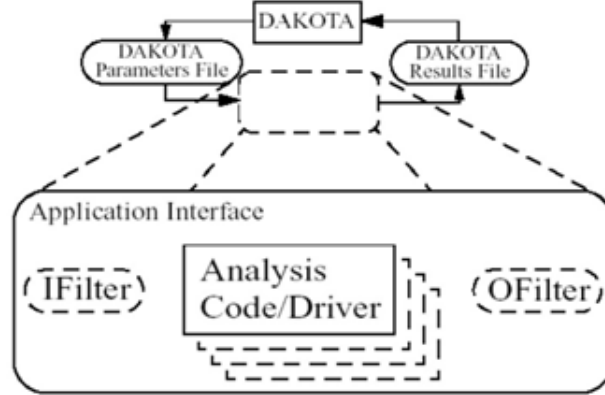 DAKOTA
DAKOTA
Parameters File
DAKOTA
Results File
Application Interface
IFilter
Analysis
Code/Driver
OFilter